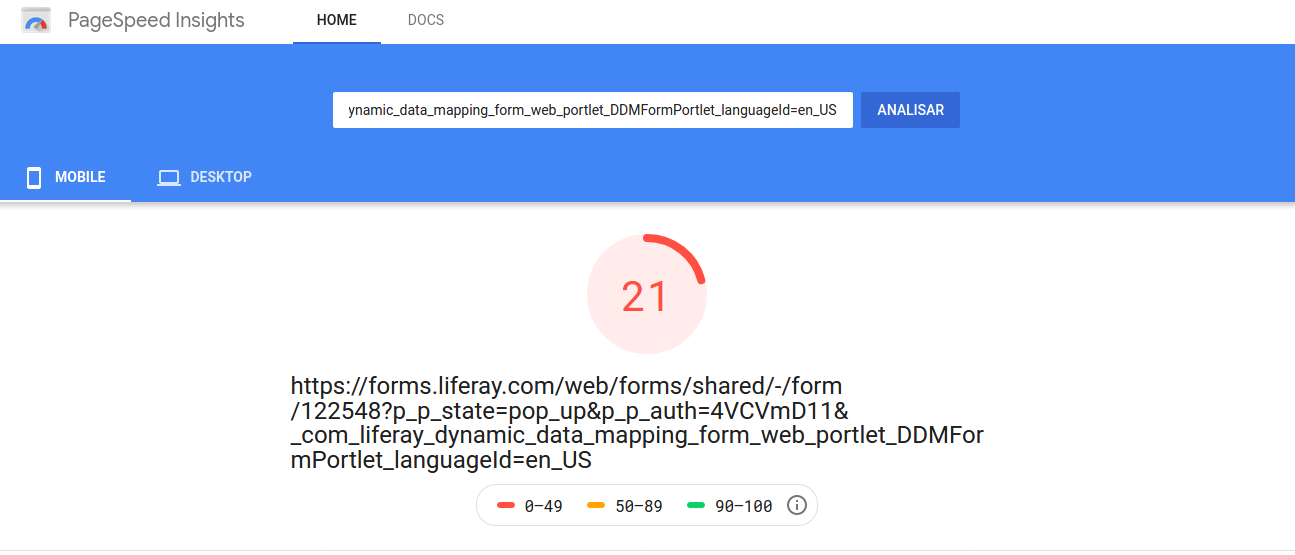 PageSpeed Insights HOME DOCS
ynamic_data_mapping_form_web_portlet_DDMFormPortlet_languageId=en_US ANALISAR
MOBILE DESKTOP
21
https://forms.liferay.com/web/forms/shared/-/form
/122548?p_p_state=pop_up&p_p_auth=4VCVmD11&
_com_liferay_dynamic_data_mapping_form_web_portlet_DDMFor
mPortlet_languageId=en_US
0–49 50–89 90–100